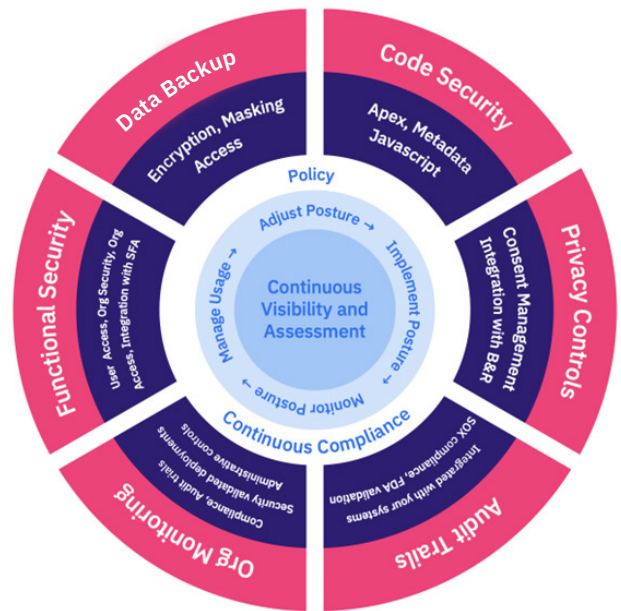 Data Backup
Encryption, Masking
Access
Code Security
Apex, Metadata
Javascript
Privacy Controls
Consent Management
Integration with B&R
Audit Trails
Integrated with your systems
SOX compliance, FDA validation
Org Monitoring
Compliance, Audit trials
Security validated deployments
Administrative controls
Functional Security
User Access, Org Security, Org
Access, Integration with SFA
Policy
Adjust Posture →
Implement Posture →
Monitor Posture →
Manage Usage →
Continuous
Visibility and
Assessment
Continuous Compliance